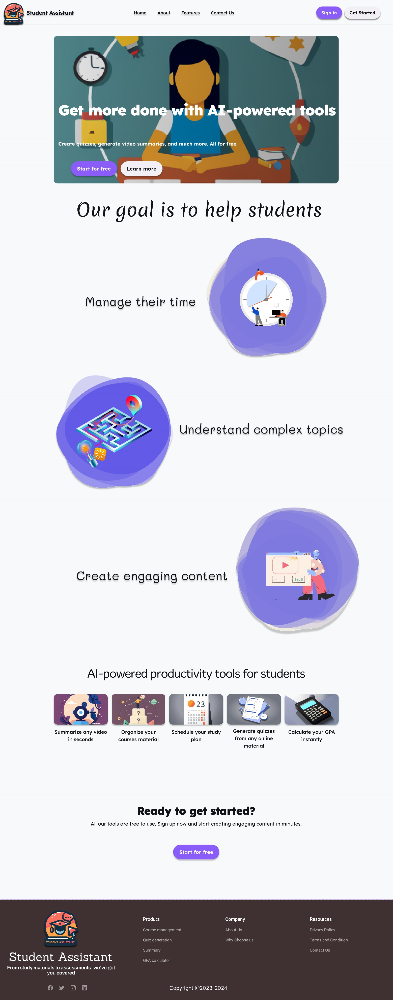 Student Assistant
Home
About
Features
Contact Us
Sign in
Get Started
STUDENT ASSISTANT
Get more done with AI-powered tools
Create quizzes, generate video summaries, and much more. All for free.
Start for free
Learn more
Our goal is to help students
Manage their time
Understand complex topics
Create engaging content
W
AI-powered productivity tools for students
23
?
?
Summarize any video
in seconds
Organize your
courses material
Schedule your study
plan
Generate quizzes
from any online
material
Calculate your GPA
instantly
Ready to get started?
All our tools are free to use. Sign up now and start creating engaging content in minutes.
Start for free
STUDENT ASSISTANT
Student Assistant
From study materials to assessments, we've got
you covered
Product
Course management
Quiz generation
Summary
GPA calculator
Company
About Us
Why Choose us
Resources
Privacy Policy
Terms and Condition
Contact Us
Copyright @2023-2024